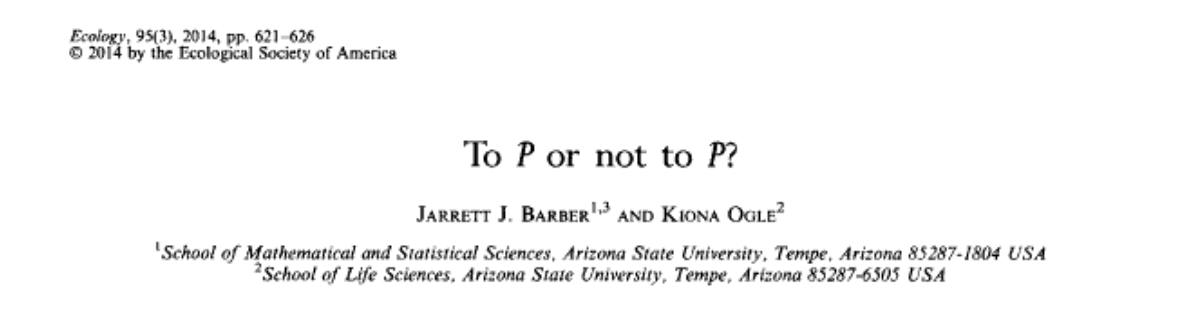 Ecology, 95(3), 2014, pp. 621–626
© 2014 by the Ecological Society of America
To P or not to P?
JARRETT J. BARBER1,3 AND KIONA OGLE2
1School of Mathematical and Statistical Sciences, Arizona State University, Tempe, Arizona 85287-1804 USA
2School of Life Sciences, Arizona State University, Tempe, Arizona 85287-6505 USA